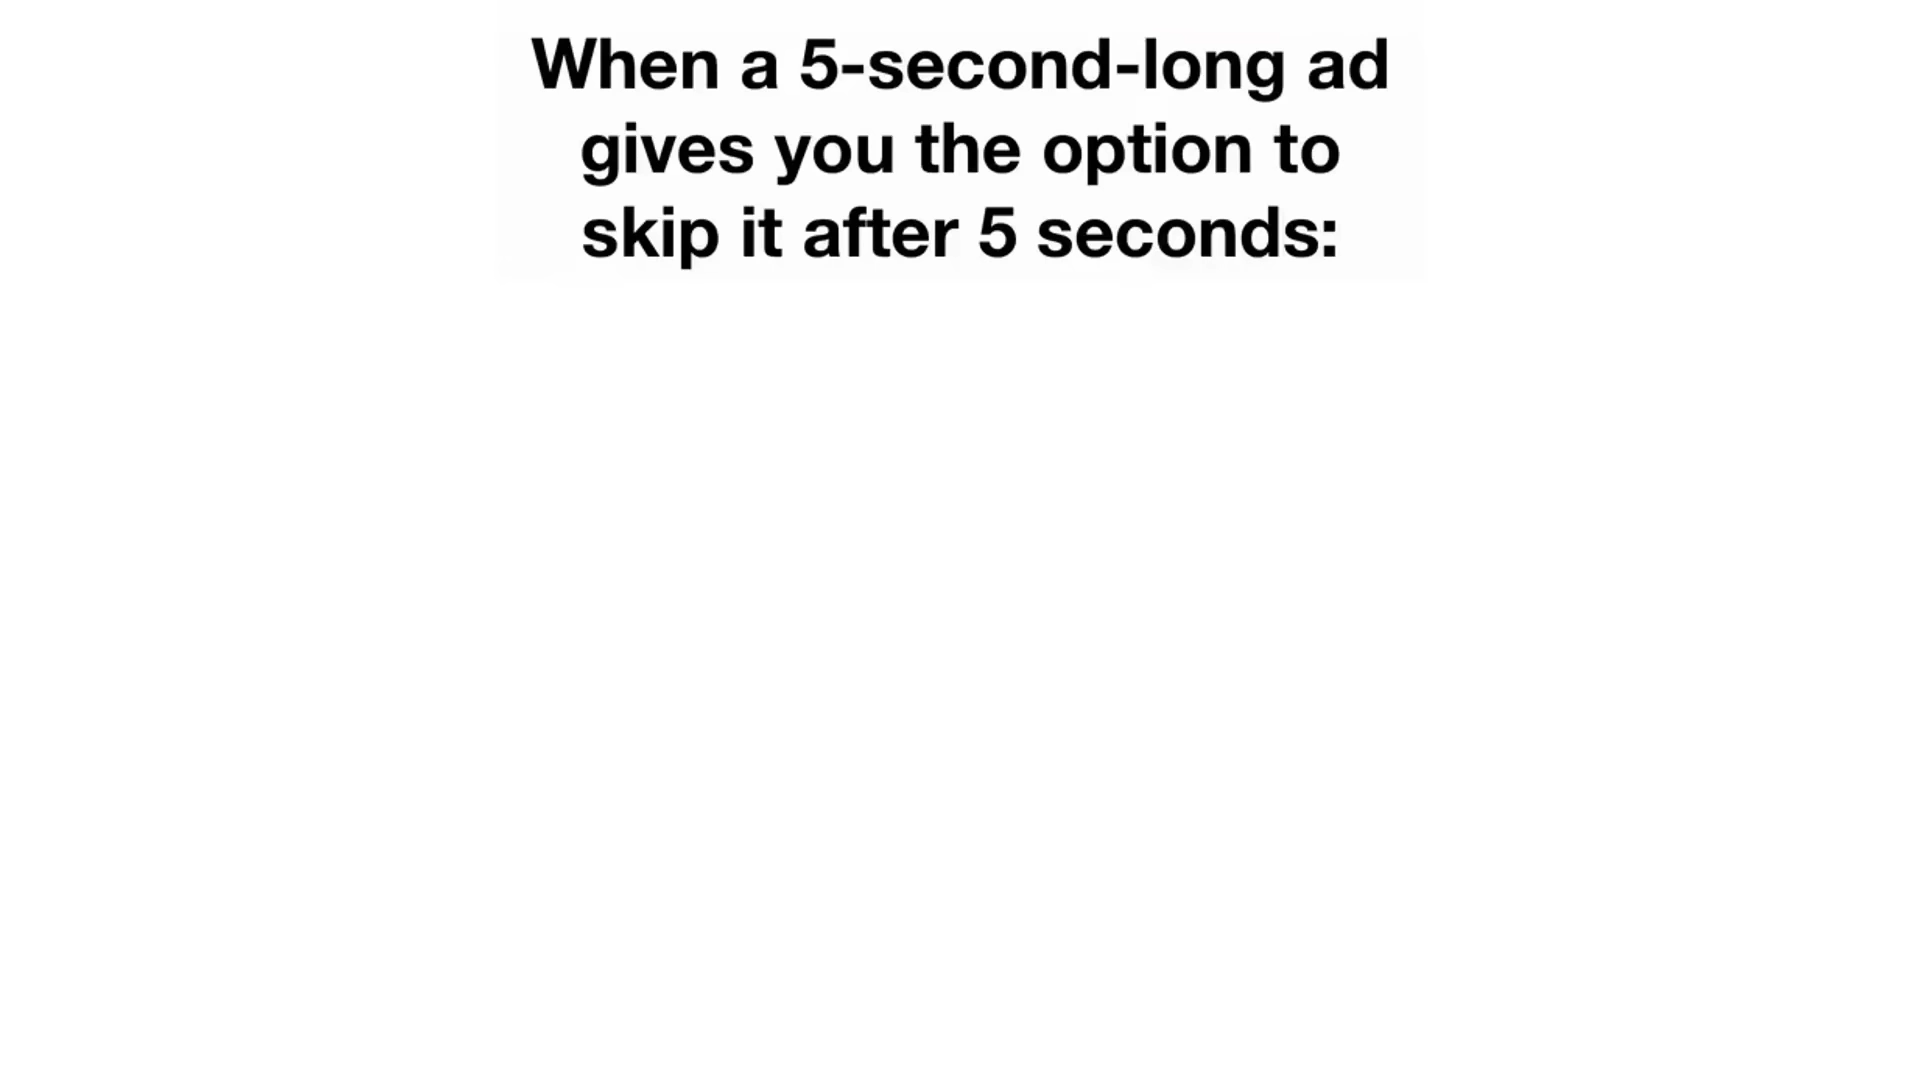 When a 5-second-long ad
gives you the option to
skip it after 5 seconds: